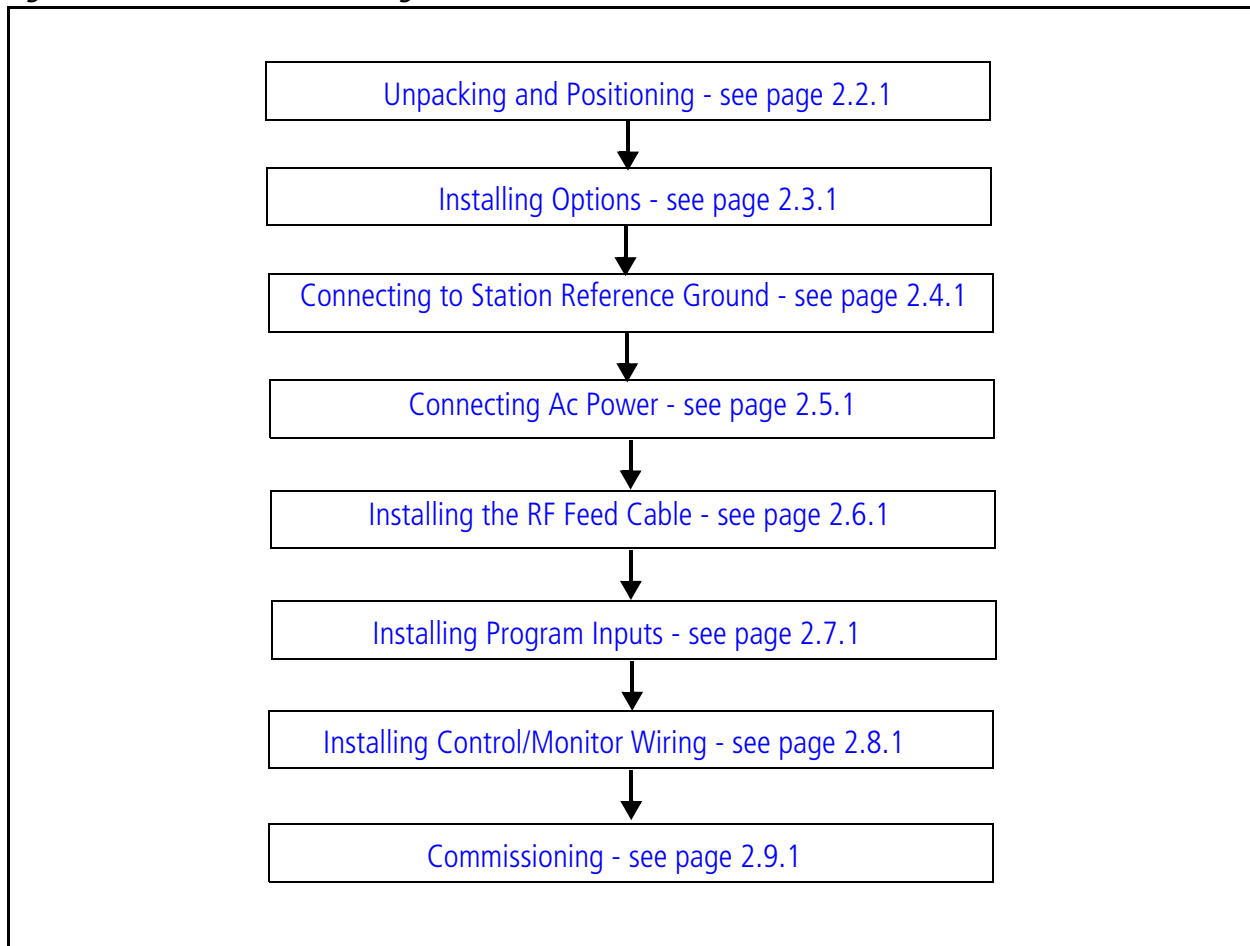 Unpacking and Positioning - see page 2.2.1
Installing Options - see page 2.3.1
Connecting to Station Reference Ground - see page 2.4.1
Connecting Ac Power - see page 2.5.1
Installing the RF Feed Cable - see page 2.6.1
Installing Program Inputs - see page 2.7.1
Installing Control/Monitor Wiring - see page 2.8.1
Commissioning - see page 2.9.1